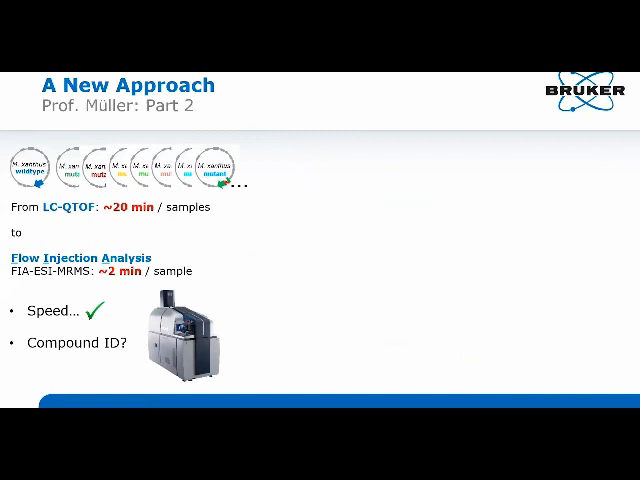 A New Approach
Prof. Müller: Part 2
BRUKER
M. xanthus wildtype
M. xanthus mutant
...
From LC-QTOF: ~20 min / samples
to
Flow Injection Analysis
FIA-ESI-MRMS: ~2 min / sample
• Speed... ✓
• Compound ID?